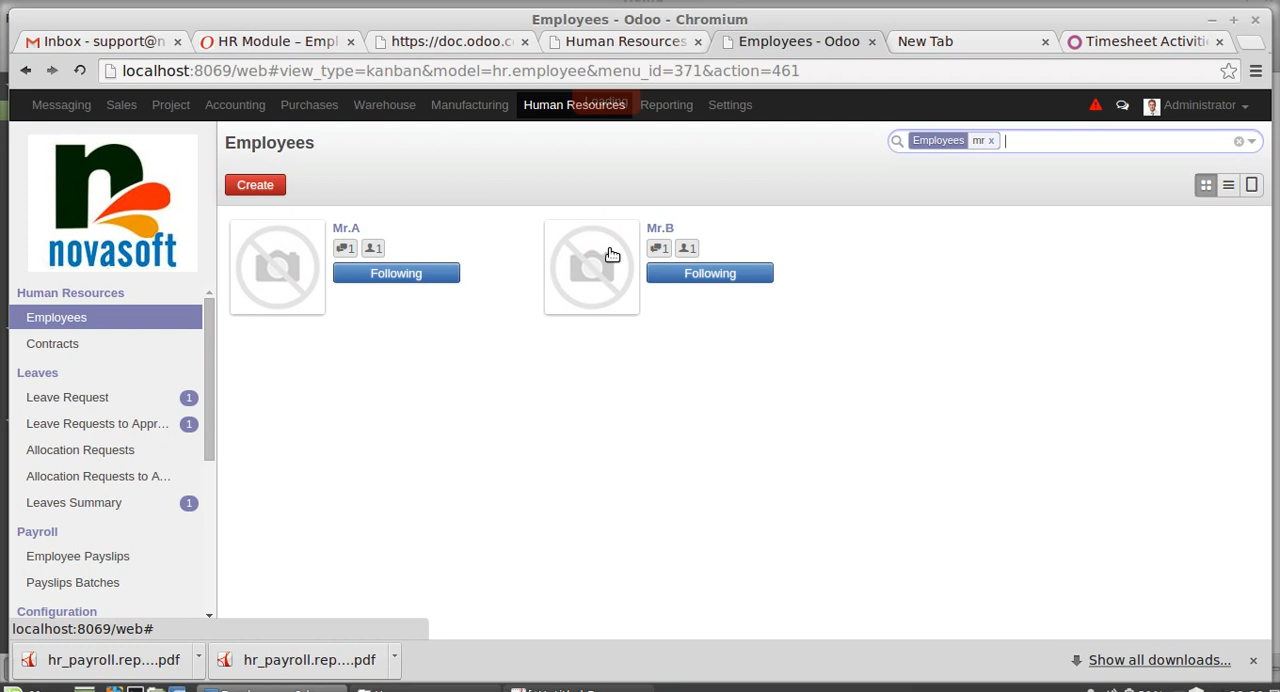 Employees - Odoo - Chromium
Inbox - support@n
HR Module – Empl
https://doc.odoo.c
Human Resources
Employees - Odoo
New Tab
Timesheet Activiti
localhost:8069/web#view_type=kanban&model=hr.employee&menu_id=371&action=461
Messaging Sales Project Accounting Purchases Warehouse Manufacturing Human Resources Reporting Settings Administrator
Loading
novasoft
Employees
Employees mr x
Create
Mr.A
1 1
Following
Mr.B
1 1
Following
Human Resources
Employees
Contracts
Leaves
Leave Request 1
Leave Requests to Appr... 1
Allocation Requests
Allocation Requests to A...
Leaves Summary 1
Payroll
Employee Payslips
Payslips Batches
Configuration
localhost:8069/web#
hr_payroll.rep....pdf
hr_payroll.rep....pdf
Show all downloads...